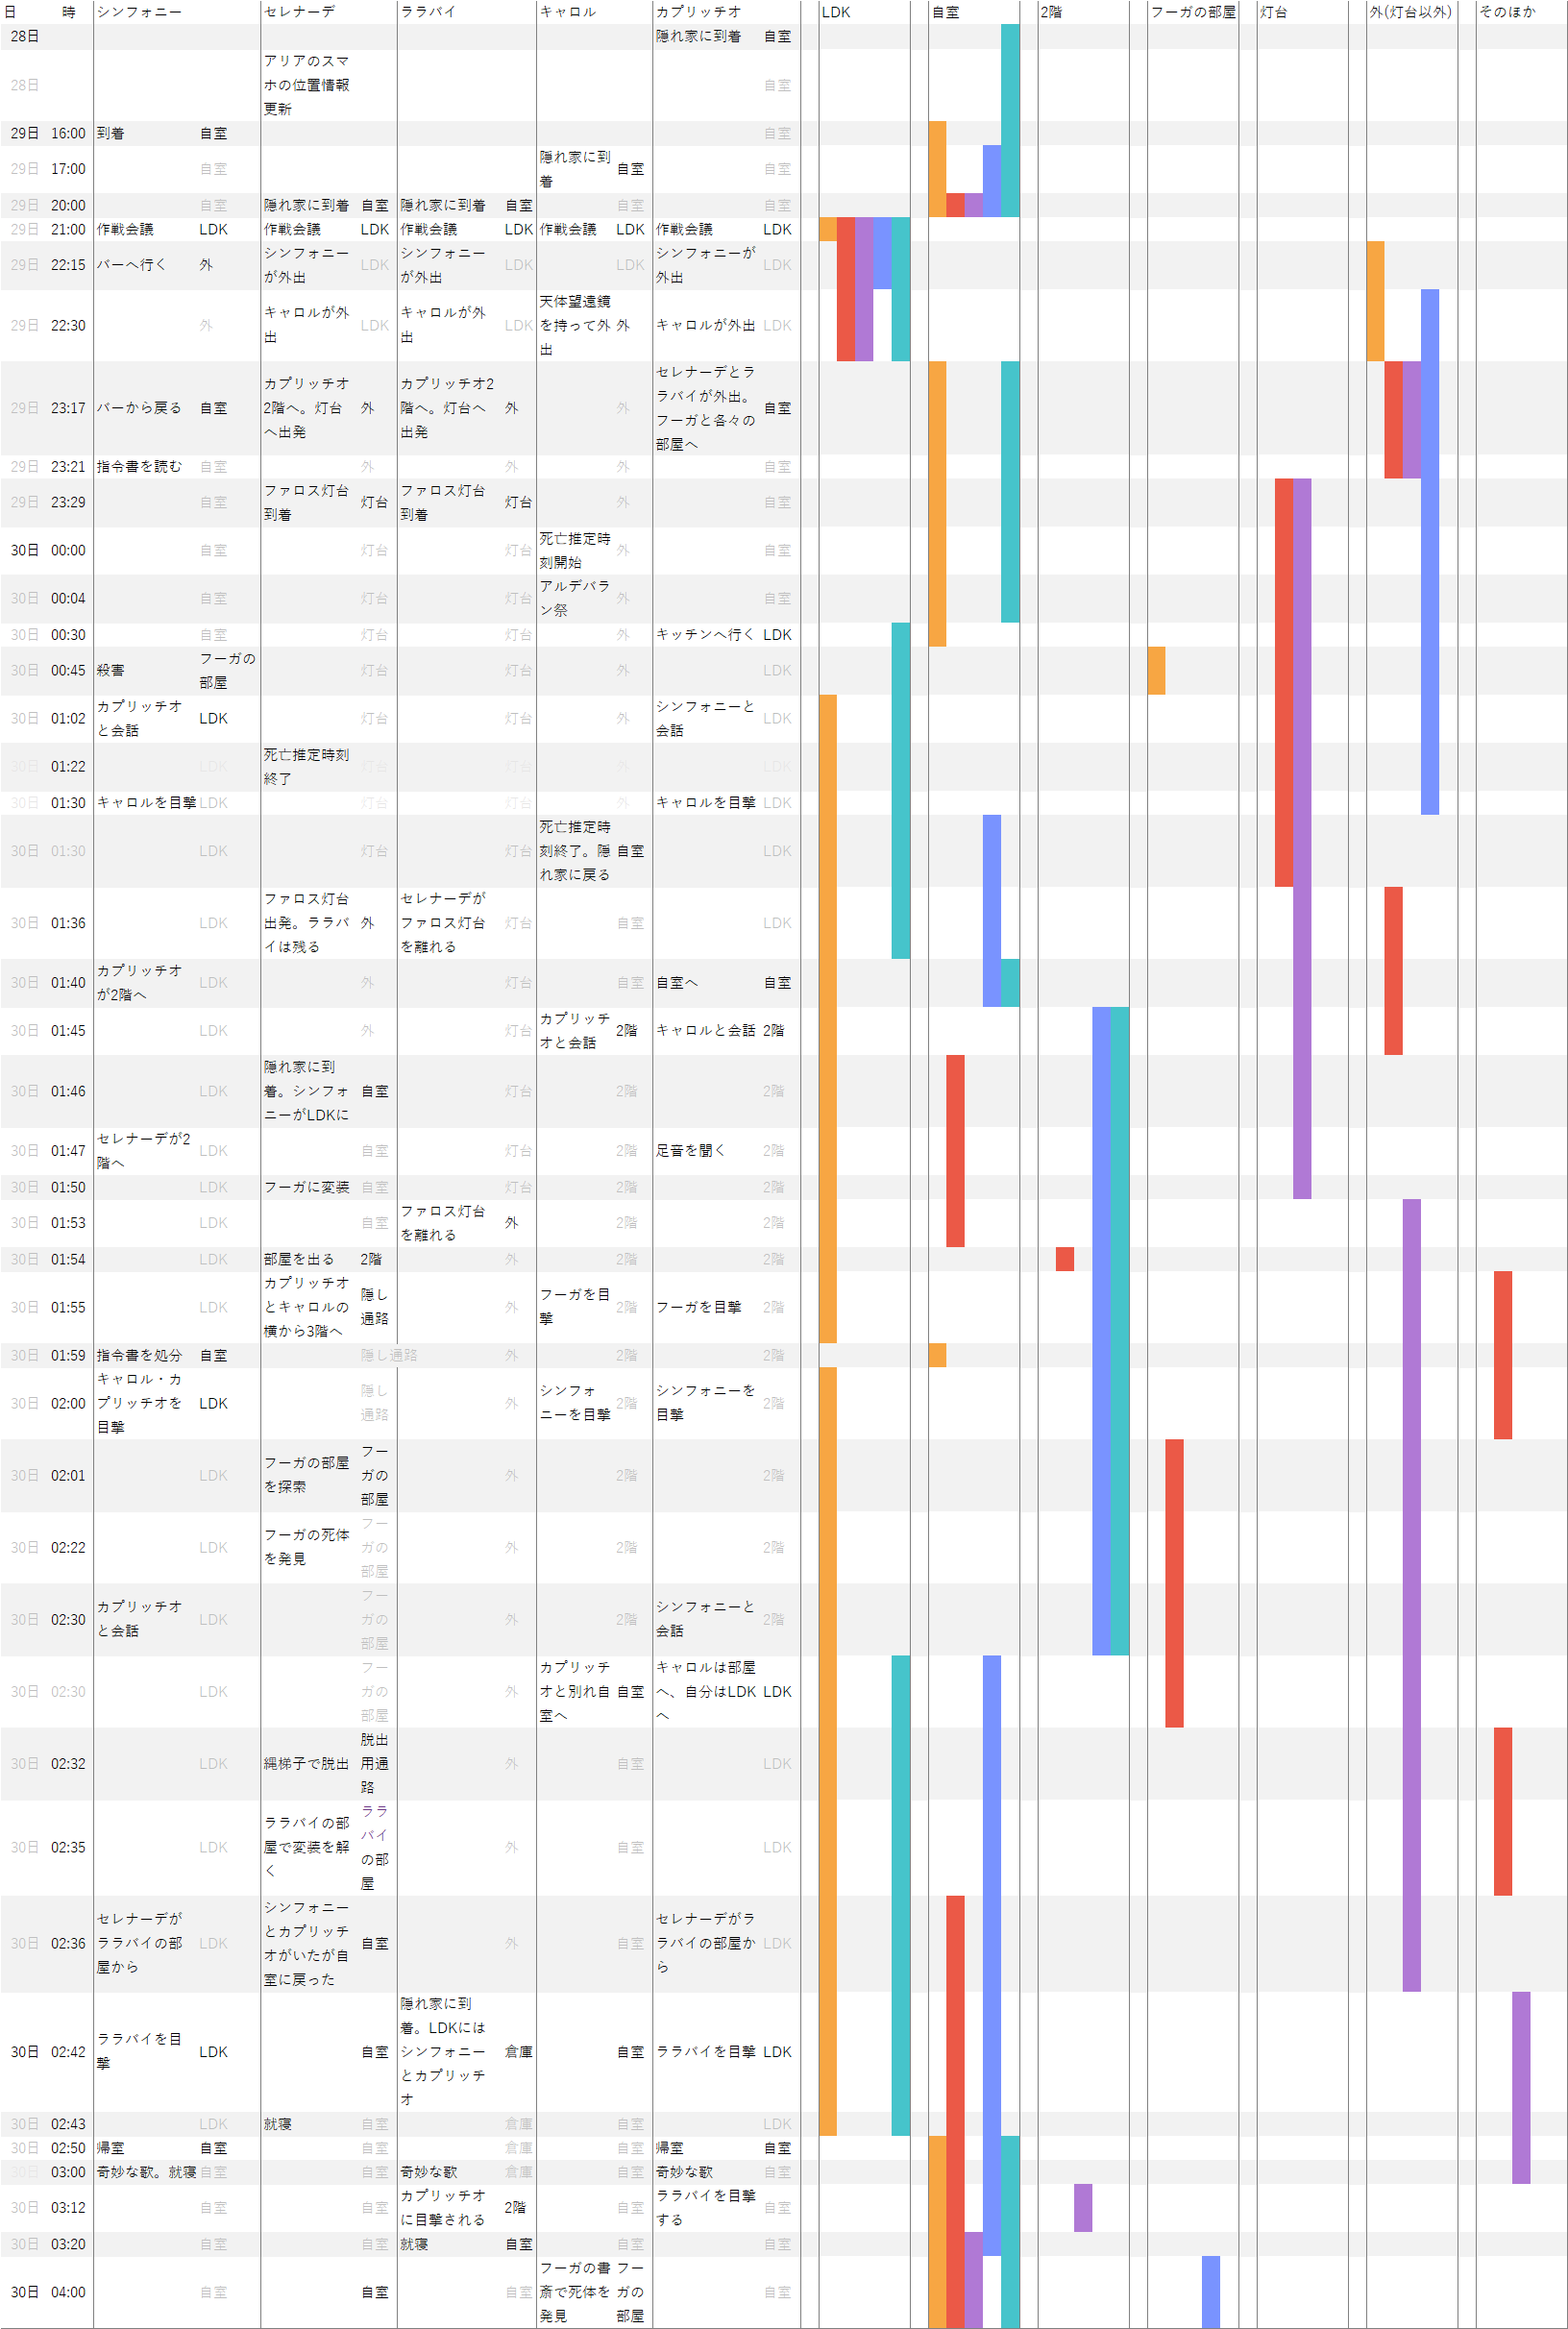 日 時 シンフォニー セレナーデ ララバイ キャロル カプリッチオ LDK 自室 2階 フーガの部屋 灯台 外(灯台以外) そのほか
28日 隠れ家に到着 自室
28日
アリアのスマ
ホの位置情報
更新
自室
29日 16:00 到着 自室 自室
29日 17:00 自室
隠れ家に到
着
自室 自室
29日 20:00 自室 隠れ家に到着 自室 隠れ家に到着 自室 自室 自室
29日 21:00 作戦会議 LDK 作戦会議 LDK 作戦会議 LDK 作戦会議 LDK 作戦会議 LDK
29日 22:15 バーへ行く 外
シンフォニー
が外出
LDK
シンフォニー
が外出
LDK LDK
シンフォニーが
外出
LDK
29日 22:30 外
キャロルが外
出
LDK
キャロルが外
出
LDK
天体望遠鏡
を持って外
出
外 キャロルが外出 LDK
29日 23:17 バーから戻る 自室
カプリッチオ
2階へ。灯台
へ出発
外
カプリッチオ2
階へ。灯台へ
出発
外 外
セレナーデとラ
ラバイが外出。
フーガと各々の
部屋へ
自室
29日 23:21 指令書を読む 自室 外 外 外 自室
29日 23:29 自室
ファロス灯台
到着
灯台
ファロス灯台
到着
灯台 外 自室
30日 00:00 自室 灯台 灯台
死亡推定時
刻開始
外 自室
30日 00:04 自室 灯台 灯台
アルデバラ
ン祭
外 自室
30日 00:30 自室 灯台 灯台 外 キッチンへ行く LDK
30日 00:45 殺害
フーガの
部屋
灯台 灯台 外 LDK
30日 01:02
カプリッチオ
と会話
LDK 灯台 灯台 外
シンフォニーと
会話
LDK
30日 01:22 LDK
死亡推定時刻
終了
灯台 灯台 外 LDK
30日 01:30 キャロルを目撃 LDK 灯台 灯台 外 キャロルを目撃 LDK
30日 01:30 LDK 灯台 灯台
死亡推定時
刻終了。隠
れ家に戻る
自室 LDK
30日 01:36 LDK
ファロス灯台
出発。ララバ
イは残る
外
セレナーデが
ファロス灯台
を離れる
灯台 自室 LDK
30日 01:40
カプリッチオ
が2階へ
LDK 外 灯台 自室 自室へ 自室
30日 01:45 LDK 外 灯台
カプリッチ
オと会話
2階 キャロルと会話 2階
30日 01:46 LDK
隠れ家に到
着。シンフォ
ニーがLDKに
自室 灯台 2階 2階
30日 01:47
セレナーデが2
階へ
LDK 自室 灯台 2階 足音を聞く 2階
30日 01:50 LDK フーガに変装 自室 灯台 2階 2階
30日 01:53 LDK 自室
ファロス灯台
を離れる
外 2階 2階
30日 01:54 LDK 部屋を出る 2階 外 2階 2階
30日 01:55 LDK
カプリッチオ
とキャロルの
横から3階へ
隠し
通路
外
フーガを目
撃
2階 フーガを目撃 2階
30日 01:59 指令書を処分 自室 隠し通路 外 2階 2階
30日 02:00
キャロル・カ
プリッチオを
目撃
LDK
隠し
通路
外
シンフォ
ニーを目撃
2階
シンフォニーを
目撃
2階
30日 02:01 LDK
フーガの部屋
を探索
フー
ガの
部屋
外 2階 2階
30日 02:22 LDK
フーガの死体
を発見
フー
ガの
部屋
外 2階 2階
30日 02:30
カプリッチオ
と会話
LDK
フー
ガの
部屋
外 2階
シンフォニーと
会話
2階
30日 02:30 LDK
フー
ガの
部屋
外
カプリッチ
オと別れ自
室へ
自室
キャロルは部屋
へ、自分はLDK
へ
LDK
30日 02:32 LDK 縄梯子で脱出
脱出
用通
路
外 自室 LDK
30日 02:35 LDK
ララバイの部
屋で変装を解
く
ララ
バイ
の部
屋
外 自室 LDK
30日 02:36
セレナーデが
ララバイの部
屋から
LDK
シンフォニー
とカプリッチ
オがいたが自
室に戻った
自室 外 自室
セレナーデがラ
ラバイの部屋か
ら
LDK
30日 02:42
ララバイを目
撃
LDK 自室
隠れ家に到
着。LDKには
シンフォニー
とカプリッチ
オ
倉庫 自室 ララバイを目撃 LDK
30日 02:43 LDK 就寝 自室 倉庫 自室 LDK
30日 02:50 帰室 自室 自室 倉庫 自室 帰室 自室
30日 03:00 奇妙な歌。就寝 自室 自室 奇妙な歌 倉庫 自室 奇妙な歌 自室
30日 03:12 自室 自室
カプリッチオ
に目撃される
2階 自室
ララバイを目撃
する
自室
30日 03:20 自室 自室 就寝 自室 自室 自室
30日 04:00 自室 自室 自室
フーガの書
斎で死体を
発見
フー
ガの
部屋
自室